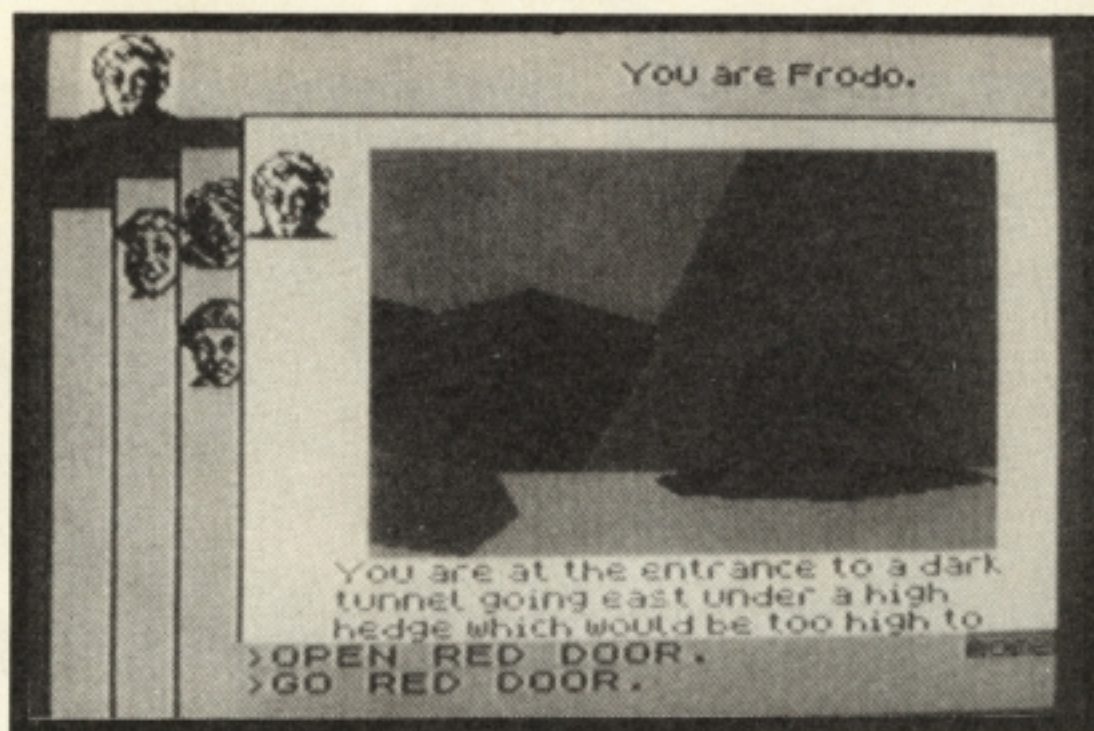 You are Frodo.
You are at the entrance to a dark
tunnel going east under a high
hedge which would be too high to
>OPEN RED DOOR.
>GO RED DOOR.